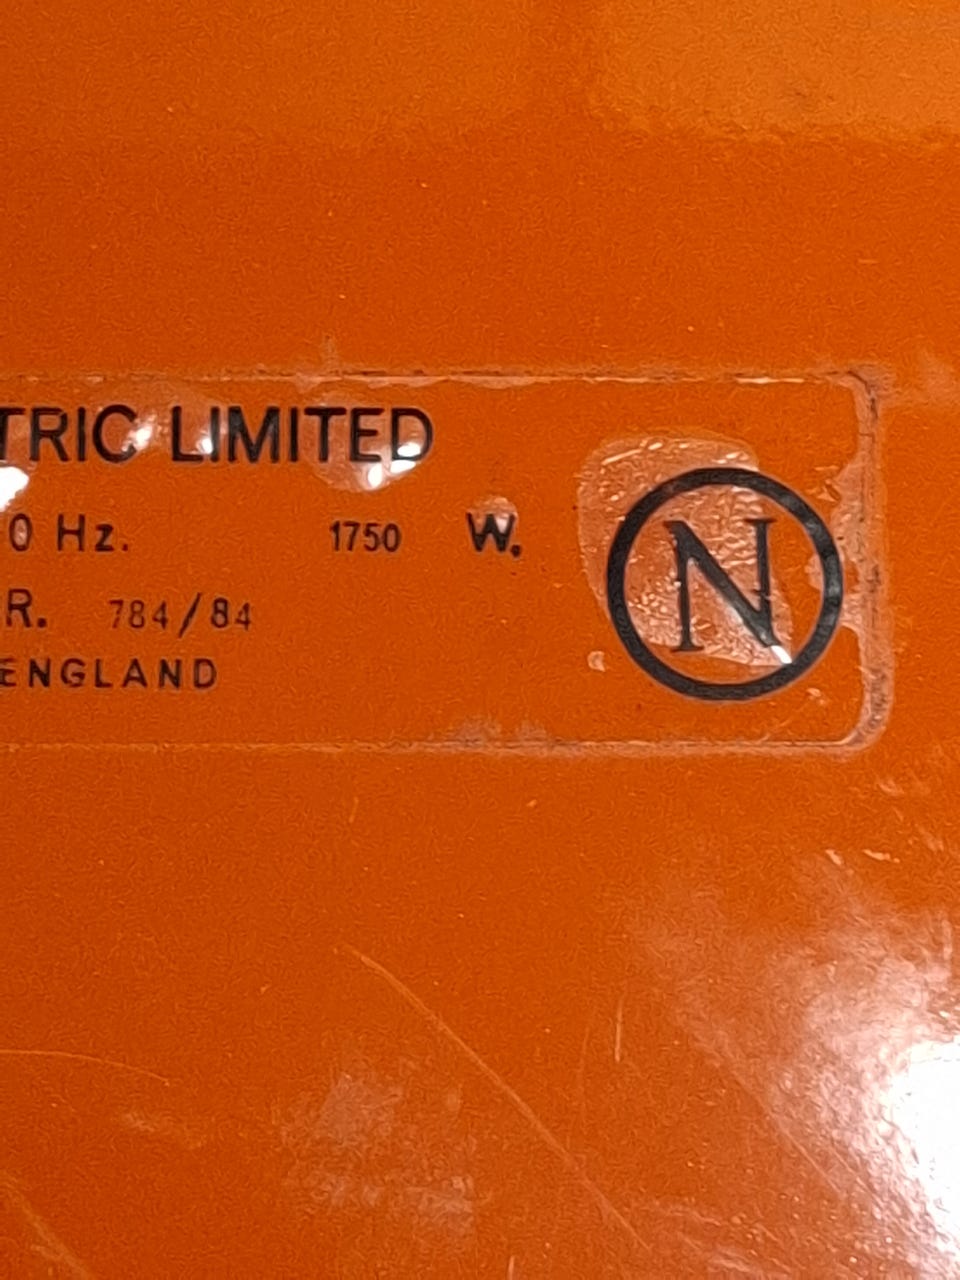 TRIC LIMITED
0 Hz. 1750 W.
R. 784/84
ENGLAND
N